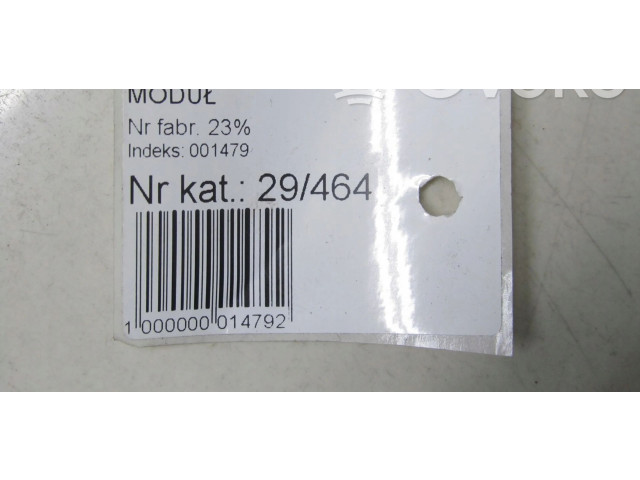 MODUŁ
Nr fabr. 23%
Indeks: 001479
Nr kat.: 29/464
1 000000 014792